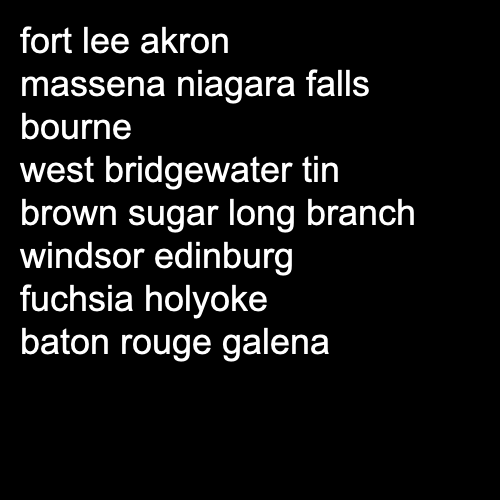 fort lee akron
massena niagara falls
bourne
west bridgewater tin
brown sugar long branch
windsor edinburg
fuchsia holyoke
baton rouge galena